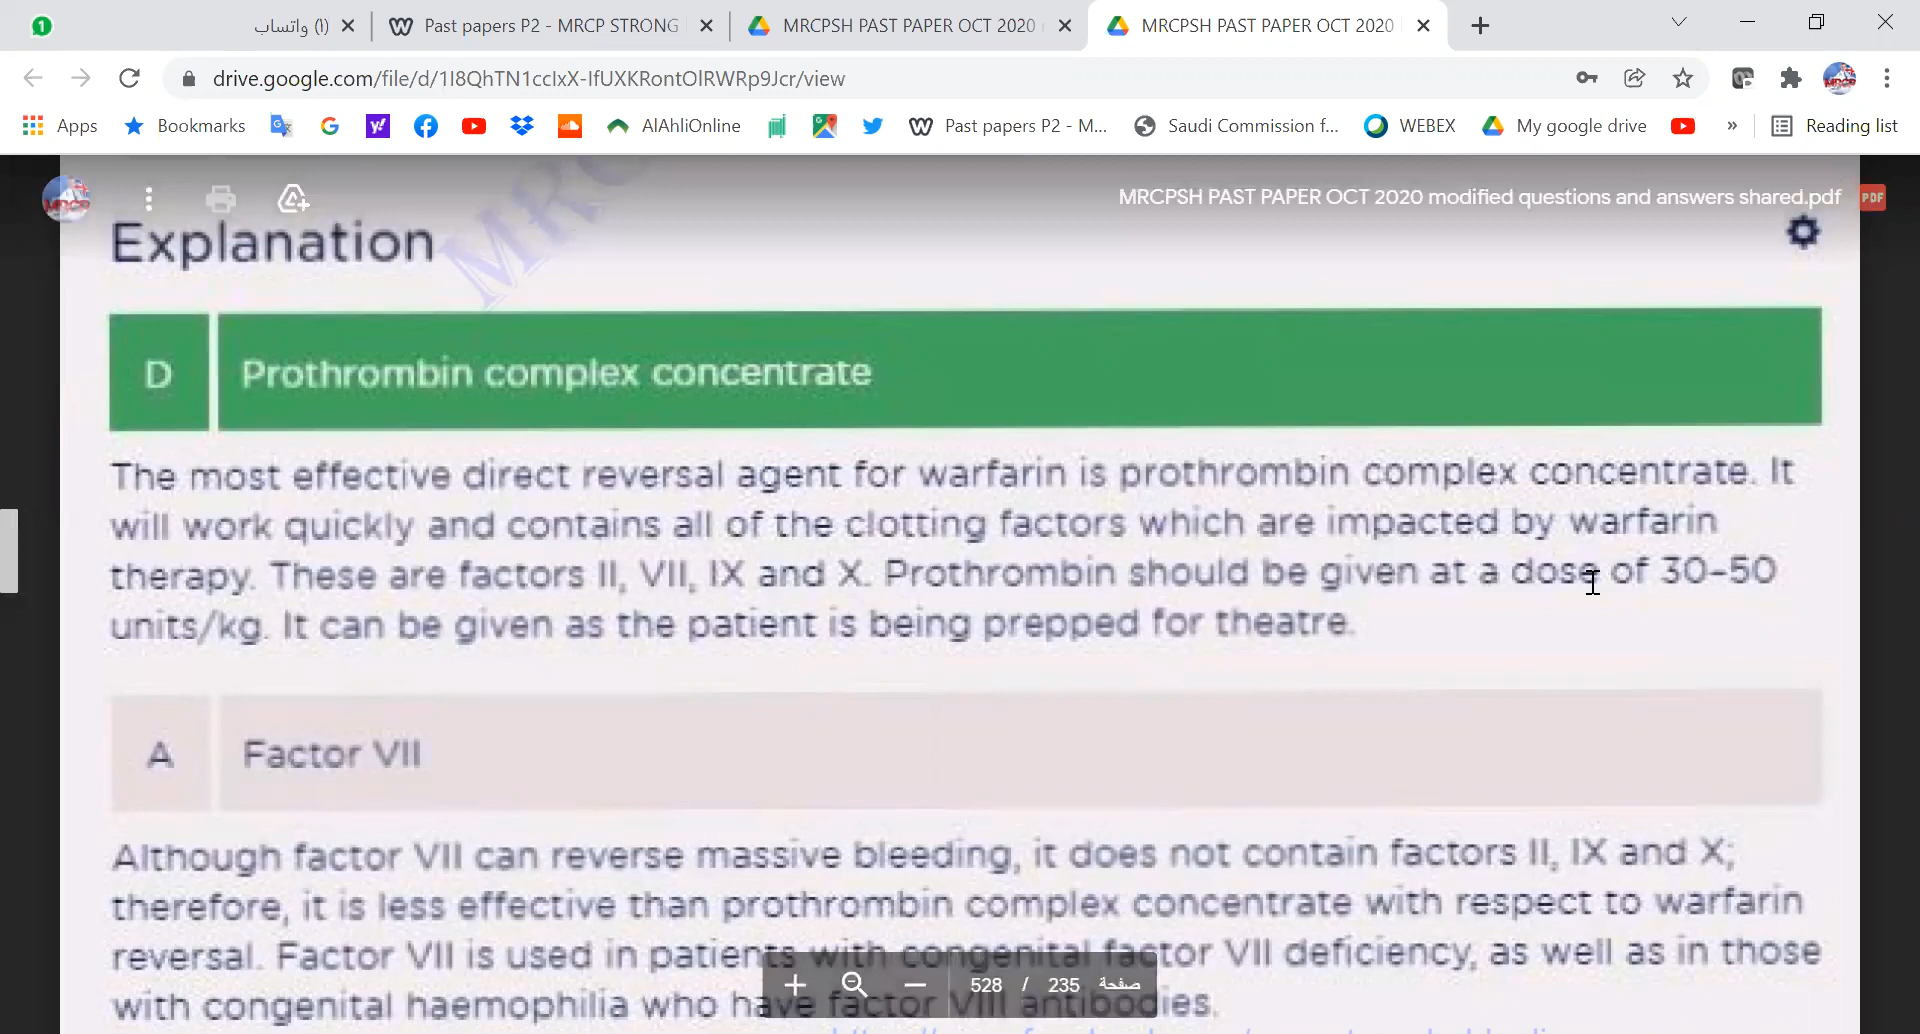 1
واتساب (1)
Past papers P2 - MRCP STRONG
MRCPSH PAST PAPER OCT 2020
MRCPSH PAST PAPER OCT 2020
drive.google.com/file/d/1I8QhTN1ccIxX-IfUXKRontOlRWRp9Jcr/view
Apps
Bookmarks
AlAhliOnline
Past papers P2 - M...
Saudi Commission f...
WEBEX
My google drive
»
Reading list
MRCPSH PAST PAPER OCT 2020 modified questions and answers shared.pdf
PDF
MRC
Explanation
D
Prothrombin complex concentrate
The most effective direct reversal agent for warfarin is prothrombin complex concentrate. It
will work quickly and contains all of the clotting factors which are impacted by warfarin
therapy. These are factors II, VII, IX and X. Prothrombin should be given at a dose of 30–50
units/kg. It can be given as the patient is being prepped for theatre.
A
Factor VII
Although factor VII can reverse massive bleeding, it does not contain factors II, IX and X;
therefore, it is less effective than prothrombin complex concentrate with respect to warfarin
reversal. Factor VII is used in patients with congenital factor VII deficiency, as well as in those
with congenital haemophilia who have factor VIII antibodies.
528 / 235 صفحة